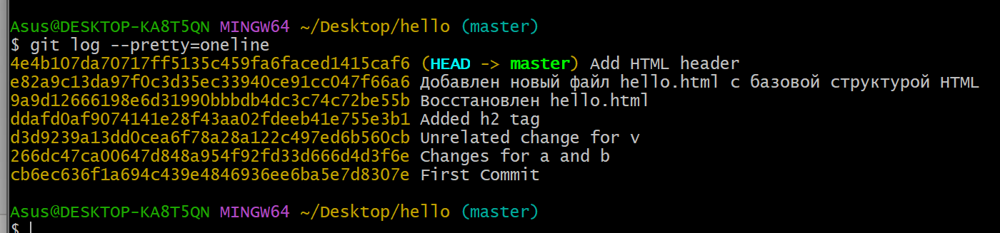 Asus@DESKTOP-KA8T5QN MINGW64 ~/Desktop/hello (master)
$ git log --pretty=oneline
4e4b107da70717ff5135c459fa6faced1415caf6 (HEAD -> master) Add HTML header
e82a9c13da97f0c3d35ec33940ce91cc047f66a6 Добавлен новый файл hello.html с базовой структурой HTML
9a9d12666198e6d31990bbbdb4dc3c74c72be55b Восстановлен hello.html
ddafd0af9074141e28f43aa02fdeeb41e755e3b1 Added h2 tag
d3d9239a13dd0cea6f78a28a122c497ed6b560cb Unrelated change for v
266dc47ca00647d848a954f92fd33d666d4d3f6e Changes for a and b
cb6ec636f1a694c439e4846936ee6ba5e7d8307e First Commit
Asus@DESKTOP-KA8T5QN MINGW64 ~/Desktop/hello (master)
$